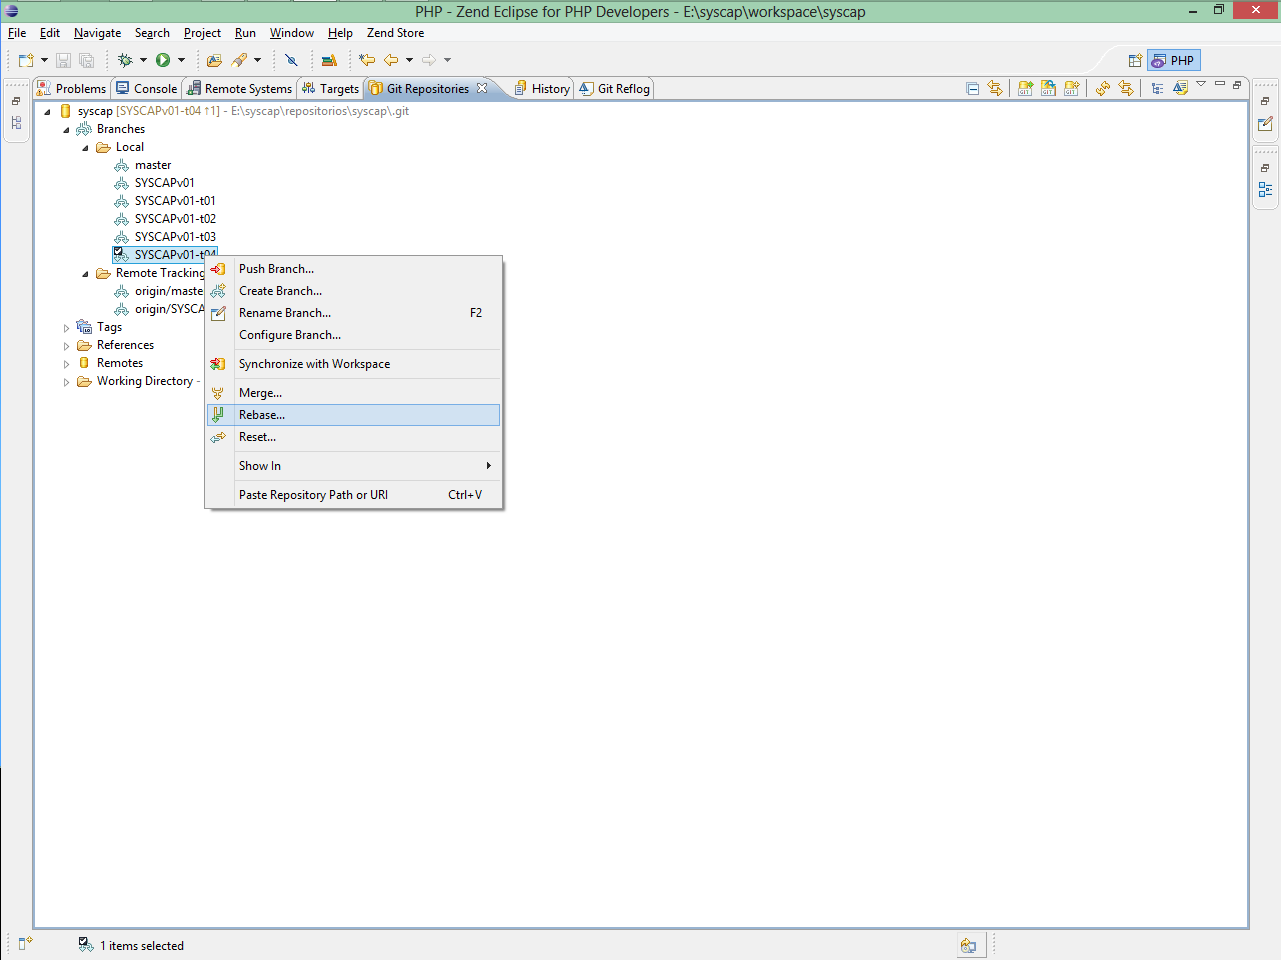 PHP - Zend Eclipse for PHP Developers - E:\syscap\workspace\syscap
File Edit Navigate Search Project Run Window Help Zend Store
PHP
Problems Console Remote Systems Targets Git Repositories History Git Reflog
syscap [SYSCAPv01-t04 ↑1] - E:\syscap\repositorios\syscap\.git
Branches
Local
master
SYSCAPv01
SYSCAPv01-t01
SYSCAPv01-t02
SYSCAPv01-t03
SYSCAPv01-t04
Remote Tracking
origin/maste
origin/SYSCA
Tags
References
Remotes
Working Directory -
Push Branch...
Create Branch...
Rename Branch... F2
Configure Branch...
Synchronize with Workspace
Merge...
Rebase...
Reset...
Show In
Paste Repository Path or URI Ctrl+V
1 items selected